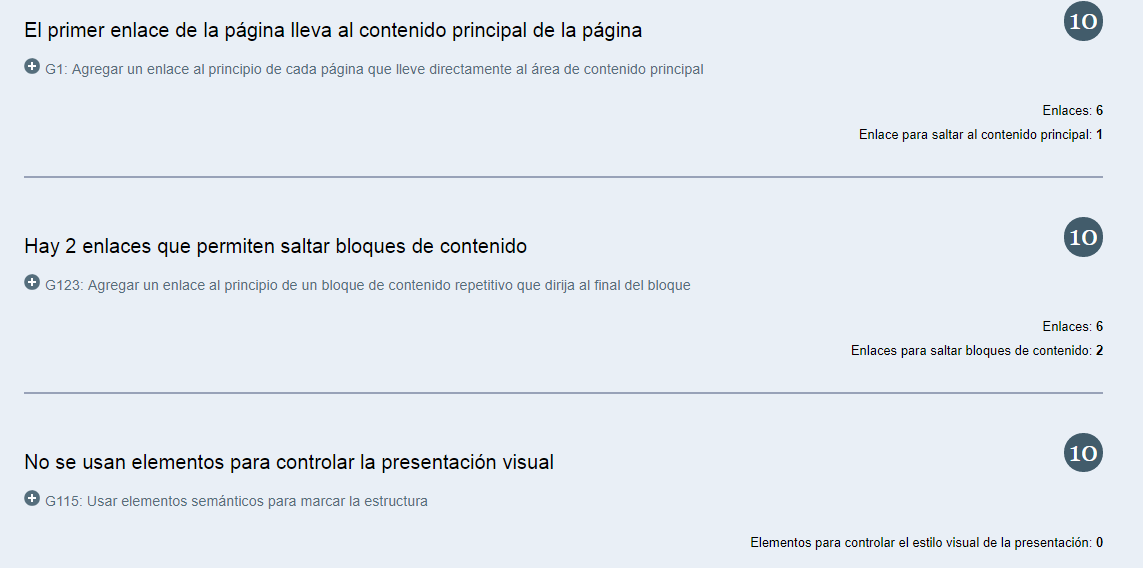 El primer enlace de la página lleva al contenido principal de la página
10
G1: Agregar un enlace al principio de cada página que lleve directamente al área de contenido principal
Enlaces: 6
Enlace para saltar al contenido principal: 1
Hay 2 enlaces que permiten saltar bloques de contenido
10
G123: Agregar un enlace al principio de un bloque de contenido repetitivo que dirija al final del bloque
Enlaces: 6
Enlaces para saltar bloques de contenido: 2
No se usan elementos para controlar la presentación visual
10
G115: Usar elementos semánticos para marcar la estructura
Elementos para controlar el estilo visual de la presentación: 0